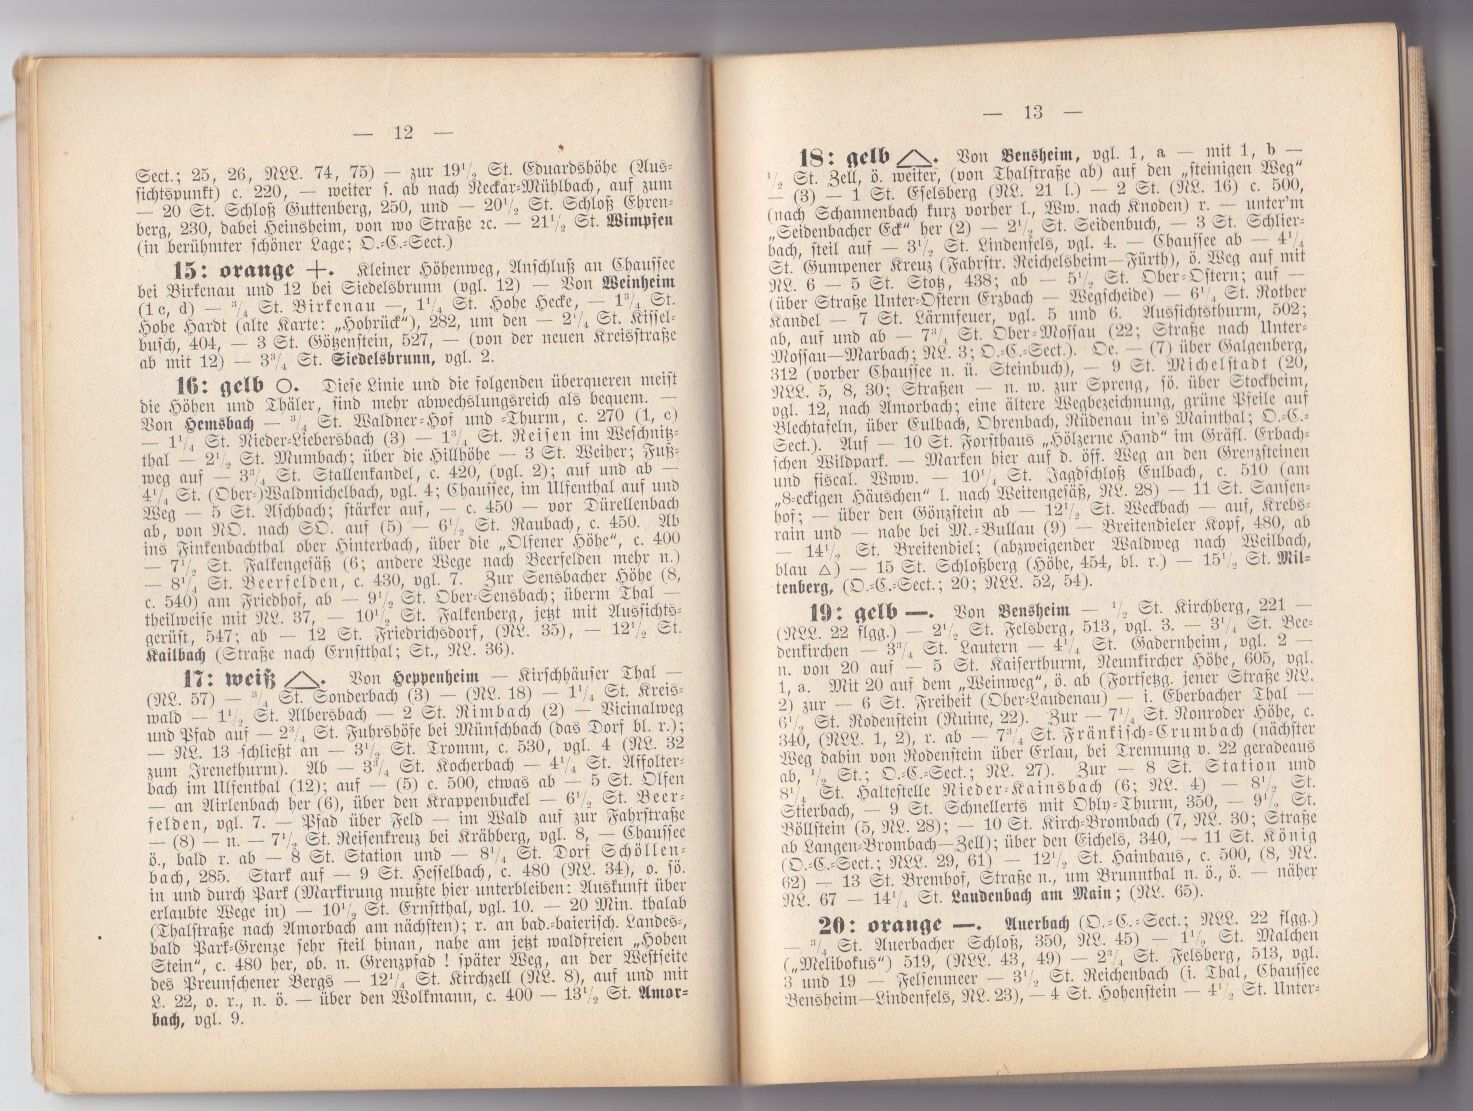 — 12 —
Sect.; 25, 26, NLL. 74, 75) — zur 19¹/₂ St. Eduardshöhe (Aus-
sichtspunkt) c. 220, — weiter s. ab nach Neckar-Mühlbach, auf zum
— 20 St. Schloß Guttenberg, 250, und — 20¹/₂ St. Schloß Ehren-
berg, 230, dabei Heinsheim, von wo Straße ꝛc. — 21¹/₂ St. Wimpfen
(in berühmter schöner Lage; O.-C.-Sect.)
15: orange +. Kleiner Höhenweg, Anschluß an Chaussee
bei Birkenau und 12 bei Siedelsbrunn (vgl. 12) — Von Weinheim
(1 c, d) — ³/₄ St. Birkenau —, 1¹/₄ St. Hohe Hecke, — 1³/₄ St.
Hohe Hardt (alte Karte: „Hobrück“), 282, um den — 2¹/₄ St. Kissel-
busch, 404, — 3 St. Götzenstein, 527, — (von der neuen Kreisstraße
ab mit 12) — 3³/₄ St. Siedelsbrunn, vgl. 2.
16: gelb ○. Diese Linie und die folgenden überqueren meist
die Höhen und Thäler, sind mehr abwechslungsreich als bequem. —
Von Hemsbach — ³/₄ St. Waldner-Hof und -Thurm, c. 270 (1, c)
— 1¹/₄ St. Nieder-Liebersbach (3) — 1³/₄ St. Reisen im Weschnitz-
thal — 2¹/₂ St. Mumbach; über die Hillhöhe — 3 St. Weiher; Fuß-
weg auf — 3³/₄ St. Stallenkandel, c. 420, (vgl. 2); auf und ab —
4¹/₄ St. (Ober-)Waldmichelbach, vgl. 4; Chaussee, im Ulfenthal auf und
Weg — 5 St. Aschbach; stärker auf, — c. 450 — vor Dürellenbach
ab, von NO. nach SO. auf (5) — 6¹/₂ St. Raubach, c. 450. Ab
ins Finkenbachthal ober Hinterbach, über die „Olfener Höhe“, c. 400
— 7¹/₂ St. Falkengesäß (6; andere Wege nach Beerfelden mehr n.)
— 8¹/₄ St. Beerfelden, c. 430, vgl. 7. Zur Sensbacher Höhe (8,
c. 540) am Friedhof, ab — 9¹/₂ St. Ober-Sensbach; überm Thal —
theilweise mit NL. 37, — 10¹/₂ St. Falkenberg, jetzt mit Aussichts-
gerüst, 547; ab — 12 St. Friedrichsdorf, (NL. 35), — 12¹/₂ St.
Kailbach (Straße nach Ernstthal; St., NL. 36).
17: weiß △. Von Heppenheim — Kirschhäuser Thal —
(NL. 57) — ³/₄ St. Sonderbach (3) — (NL. 18) — 1¹/₄ St. Kreis-
wald — 1¹/₂ St. Albersbach — 2 St. Rimbach (2) — Vicinalweg
und Pfad auf — 2³/₄ St. Fuhrshöfe bei Münschbach (das Dorf bl. r.);
— NL. 13 schließt an — 3¹/₂ St. Tromm, c. 530, vgl. 4 (NL. 32
zum Irenethurm). Ab — 3³/₄ St. Kocherbach — 4¹/₄ St. Affolter-
bach im Ulfenthal (12); auf — (5) c. 500, etwas ab — 5 St. Olfen
— an Airlenbach her (6), über den Krappenbuckel — 6¹/₂ St. Beer-
felden, vgl. 7. — Pfad über Feld — im Wald auf zur Fahrstraße
— (8) — n. — 7¹/₂ St. Reisenkreuz bei Krähberg, vgl. 8, — Chaussee
ö., bald r. ab — 8 St. Station und — 8¹/₄ St. Dorf Schöllen-
bach, 285. Stark auf — 9 St. Hesselbach, c. 480 (NL. 34), o. sö.
in und durch Park (Markirung mußte hier unterbleiben: Auskunft über
erlaubte Wege in) — 10¹/₂ St. Ernstthal, vgl. 10. — 20 Min. thalab
(Thalstraße nach Amorbach am nächsten); r. an bad.-baierisch. Landes-,
bald Park-Grenze sehr steil hinan, nahe am jetzt waldfreien „Hohen
Stein“, c. 480 her, ob. n. Grenzpfad! später Weg, an der Westseite
des Preunschener Bergs — 12¹/₄ St. Kirchzell (NL. 8), auf und mit
L. 22, o. r., n. ö. — über den Wolkmann, c. 400 — 13¹/₂ St. Amor-
bach, vgl. 9.
— 13 —
18: gelb △. Von Bensheim, vgl. 1, a — mit 1, b —
¹/₂ St. Zell, ö. weiter, (von Thalstraße ab) auf den „steinigen Weg“
— (3) — 1 St. Eselsberg (NL. 21 l.) — 2 St. (NL. 16) c. 500,
(nach Schannenbach kurz vorher l., Ww. nach Knoden) r. — unter'm
„Seidenbacher Eck“ her (2) — 2¹/₂ St. Seidenbuch, — 3 St. Schlier-
bach, steil auf — 3¹/₂ St. Lindenfels, vgl. 4. — Chaussee ab — 4¹/₄
St. Gumpener Kreuz (Fahrstr. Reichelsheim—Fürth), ö. Weg auf mit
NL. 6 — 5 St. Stotz, 438; ab — 5¹/₂ St. Ober-Ostern; auf —
(über Straße Unter-Ostern Erzbach — Wegscheide) — 6¹/₄ St. Rother
Kandel — 7 St. Lärmfeuer, vgl. 5 und 6. Aussichtsthurm, 502;
ab, auf und ab — 7³/₄ St. Ober-Mossau (22; Straße nach Unter-
Mossau—Marbach; NL. 3; O.-C.-Sect.). Oe. — (7) über Galgenberg,
312 (vorher Chaussee n. ü. Steinbuch), — 9 St. Michelstadt (20,
NLL. 5, 8, 30; Straßen — n. w. zur Spreng, sö. über Stockheim,
vgl. 12, nach Amorbach; eine ältere Wegbezeichnung, grüne Pfeile auf
Blechtafeln, über Eulbach, Ohrenbach, Rüdenau in's Mainthal; O.-C.-
Sect.). Auf — 10 St. Forsthaus „Hölzerne Hand“ im Gräfl. Erbach-
schen Wildpark. — Marken hier auf d. öff. Weg an den Grenzsteinen
und fiscal. Www. — 10¹/₄ St. Jagdschloß Eulbach, c. 510 (am
„8-eckigen Häuschen“ l. nach Weitengesäß, NL. 28) — 11 St. Sansen-
hof; — über den Gönzstein ab — 12¹/₂ St. Weckbach — auf, Krebs-
rain und — nahe bei M.-Bullau (9) — Breitendieler Kopf, 480, ab
— 14¹/₂ St. Breitendiel; (abzweigender Waldweg nach Weilbach,
blau △) — 15 St. Schloßberg (Höhe, 454, bl. r.) — 15¹/₂ St. Mil-
tenberg, (O.-C.-Sect.; 20; NLL. 52, 54).
19: gelb —. Von Bensheim — ¹/₂ St. Kirchberg, 221 —
(NLL. 22 flgg.) — 2¹/₂ St. Felsberg, 513, vgl. 3. — 3¹/₄ St. Bee-
denkirchen — 3³/₄ St. Lautern — 4¹/₄ St. Gadernheim, vgl. 2 —
n. von 20 auf — 5 St. Kaiserthurm, Neunkircher Höhe, 605, vgl.
1, a. Mit 20 auf dem „Weinweg“, ö. ab (Fortsetzg. jener Straße NL.
2) zur — 6 St. Freiheit (Ober-Laudenau) — i. Eberbacher Thal —
6¹/₂ St. Rodenstein (Ruine, 22). Zur — 7¹/₄ St. Nonroder Höhe, c.
340, (NLL. 1, 2), r. ab — 7³/₄ St. Fränkisch-Crumbach (nächster
Weg dahin von Rodenstein über Erlau, bei Trennung v. 22 geradeaus
ab, ¹/₂ St.; O.-C.-Sect.; NL. 27). Zur — 8 St. Station und
8¹/₄ St. Haltestelle Nieder-Kainsbach (6; NL. 4) — 8¹/₂ St.
Stierbach, — 9 St. Schnellerts mit Ohly-Thurm, 350, — 9¹/₂ St.
Böllstein (5, NL. 28); — 10 St. Kirch-Brombach (7, NL. 30; Straße
ab Langen-Brombach—Zell); über den Eichels, 340, — 11 St. König
(O.-C.-Sect.; NLL. 29, 61) — 12¹/₄ St. Hainhaus, c. 500, (8, NL.
62) — 13 St. Bremhof, Straße n., um Brunnthal n. ö., ö. — näher
NL. 67 — 14¹/₄ St. Laudenbach am Main; (NL. 65).
20: orange —. Auerbach (O.-C.-Sect.; NLL. 22 flgg.)
— ³/₄ St. Auerbacher Schloß, 350, NL. 45) — 1¹/₂ St. Malchen
(„Melibokus“) 519, (NLL. 43, 49) — 2³/₄ St. Felsberg, 513, vgl.
3 und 19 — Felsenmeer — 3¹/₂ St. Reichenbach (i. Thal, Chaussee
Bensheim—Lindenfels, NL. 23), — 4 St. Hohenstein — 4¹/₂ St. Unter-